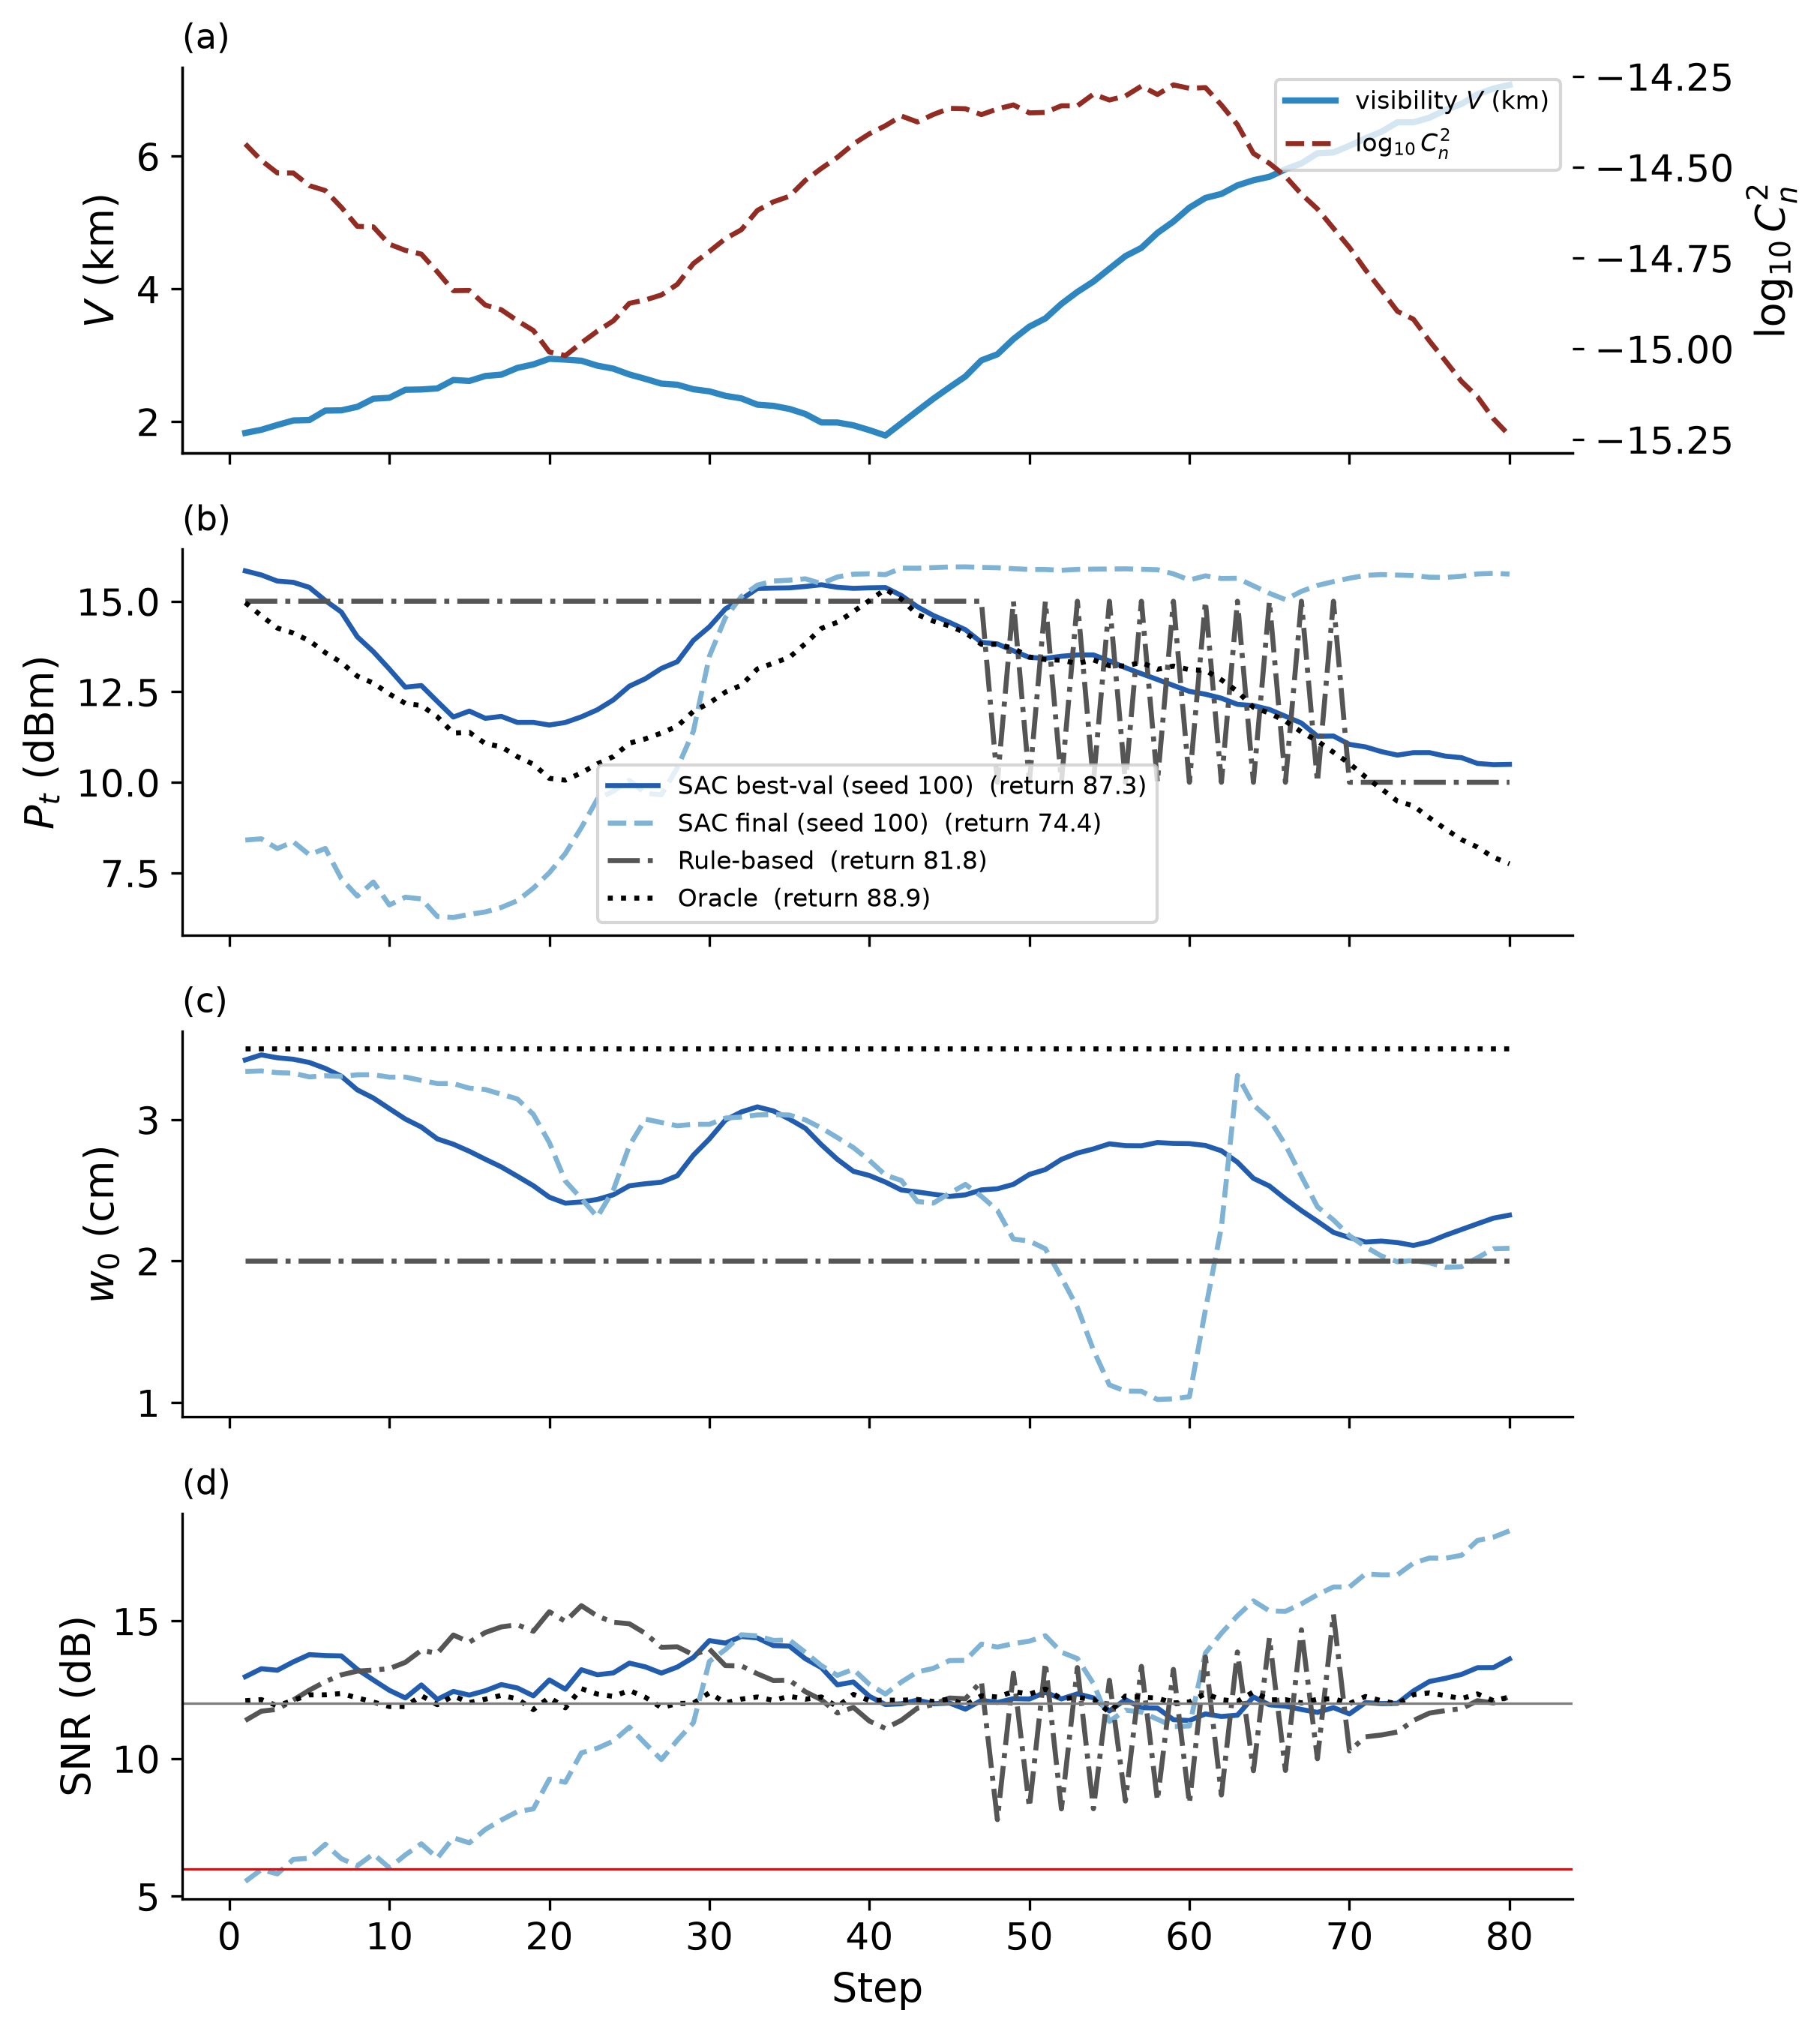 (a)
6
4
2
V (km)
visibility V (km)
log₁₀ Cₙ²
−14.25
−14.50
−14.75
−15.00
−15.25
log₁₀ Cₙ²
(b)
15.0
12.5
10.0
7.5
Pₜ (dBm)
SAC best-val (seed 100)  (return 87.3)
SAC final (seed 100)  (return 74.4)
Rule-based  (return 81.8)
Oracle  (return 88.9)
(c)
3
2
1
w₀ (cm)
(d)
15
10
5
SNR (dB)
0 10 20 30 40 50 60 70 80
Step